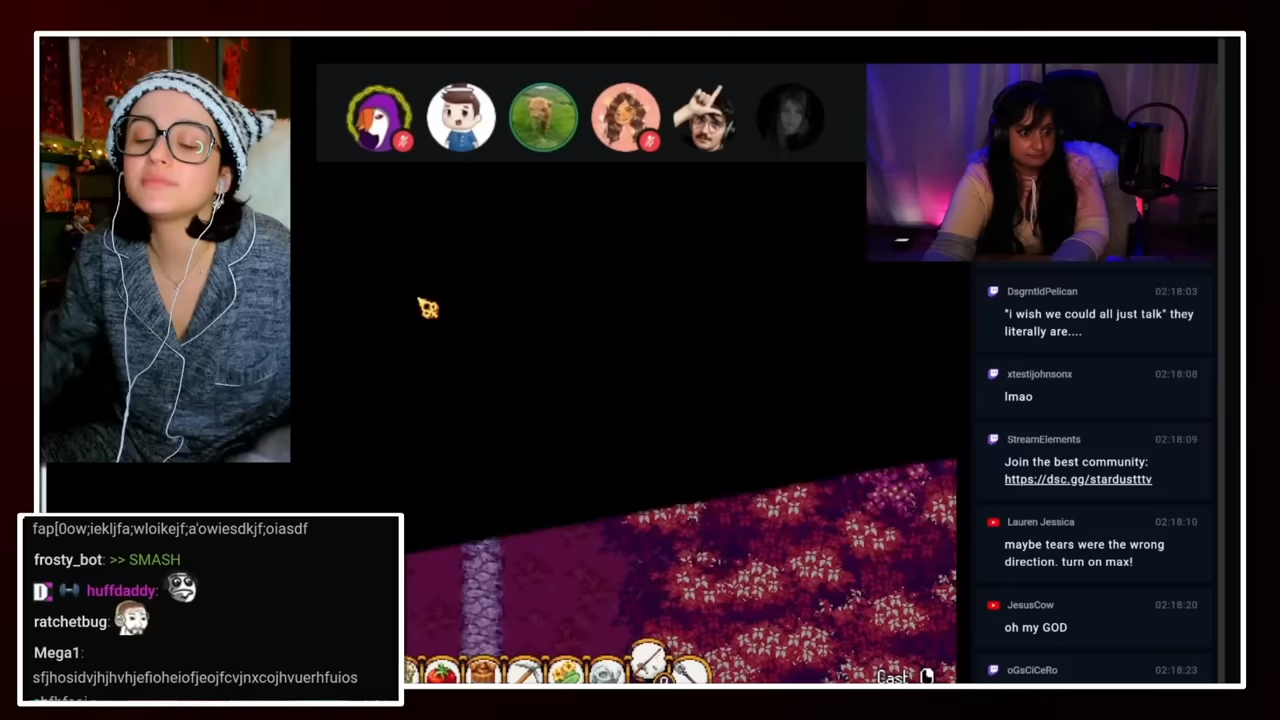 DsgrntldPelican 02:18:03
"i wish we could all just talk" they
literally are....
xtestijohnsonx 02:18:08
lmao
StreamElements 02:18:09
Join the best community:
https://dsc.gg/stardustttv
Lauren Jessica 02:18:10
maybe tears were the wrong
direction. turn on max!
JesusCow 02:18:20
oh my GOD
oGsCiCeRo 02:18:23
Cast
fap[0ow;iekljfa;wloikejf;a'owiesdkjf;oiasdf
frosty_bot: >> SMASH
D huffdaddy:
ratchetbug:
Mega1:
sfjhosidvjhjhvhjefioheiofjeojfcvjnxcojhvuerhfuios